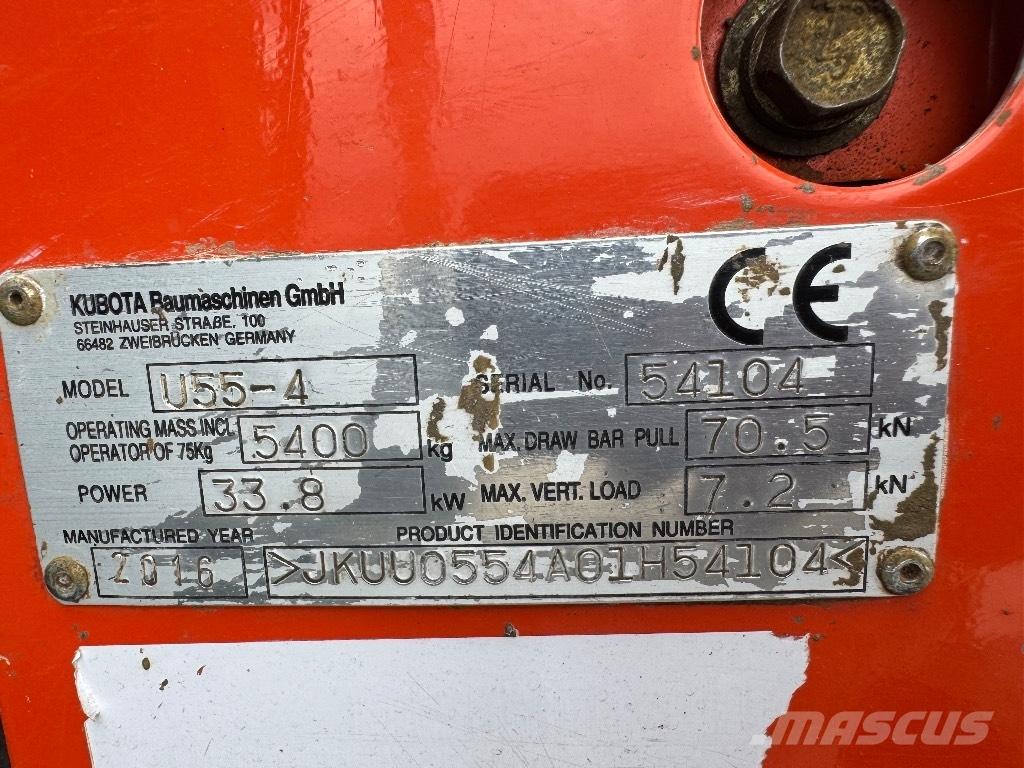 KUBOTA Baumaschinen GmbH
STEINHAUSER STRAßE. 100
66482 ZWEIBRÜCKEN GERMANY
CE
MODEL U55-4 SERIAL No. 54104
OPERATING MASS INCL. OPERATOR OF 75Kg 5400 kg MAX. DRAW BAR PULL 70.5 kN
POWER 33.8 kW MAX. VERT. LOAD 7.2 kN
MANUFACTURED YEAR PRODUCT IDENTIFICATION NUMBER
2016 >JKUU0554A01H54104<
MASCUS